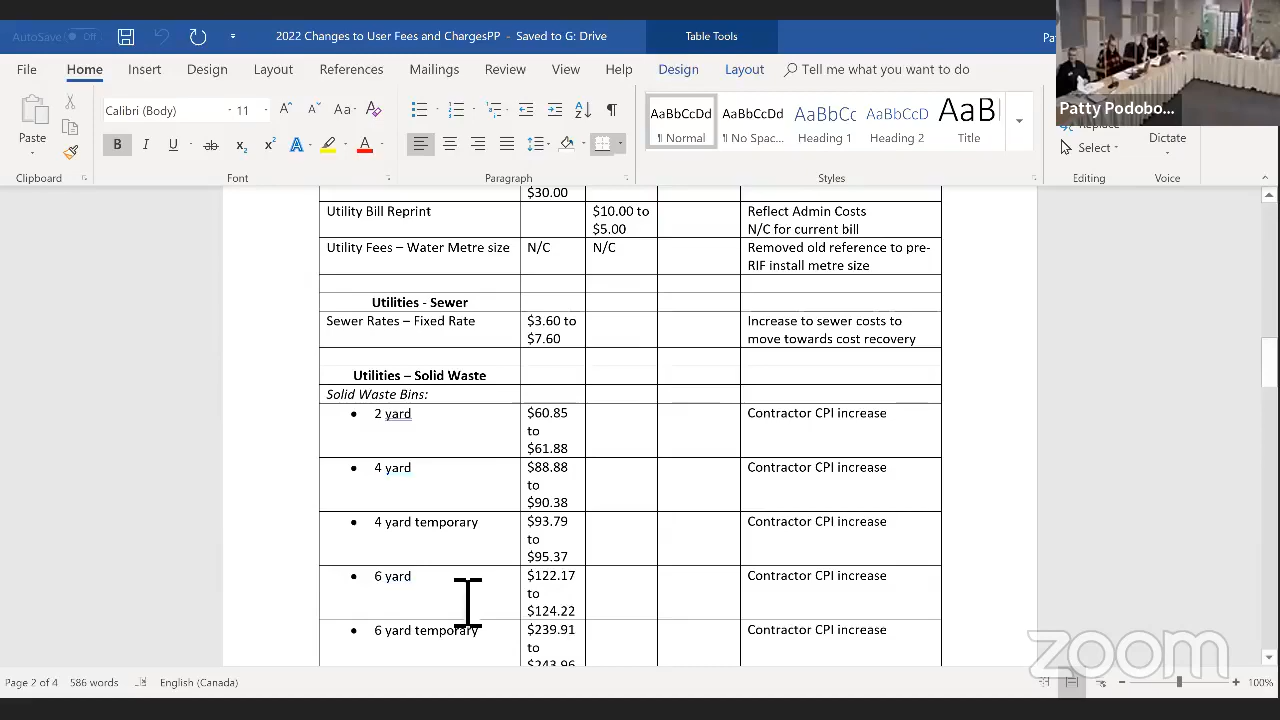 AutoSave Off
2022 Changes to User Fees and ChargesPP - Saved to G: Drive
Table Tools
Pa
File Home Insert Design Layout References Mailings Review View Help Design Layout Tell me what you want to do
Patty Podobo...
Paste
Calibri (Body) 11
AaBbCcDd AaBbCcDd AaBbCc AaBbCcD AaB
¶ Normal ¶ No Spac... Heading 1 Heading 2 Title
Replace
Select
Dictate
Clipboard Font Paragraph Styles Editing Voice
$30.00
Utility Bill Reprint $10.00 to Reflect Admin Costs
$5.00 N/C for current bill
Utility Fees – Water Metre size N/C N/C Removed old reference to pre-
RIF install metre size
Utilities - Sewer
Sewer Rates – Fixed Rate $3.60 to Increase to sewer costs to
$7.60 move towards cost recovery
Utilities – Solid Waste
Solid Waste Bins:
• 2 yard $60.85 Contractor CPI increase
to
$61.88
• 4 yard $88.88 Contractor CPI increase
to
$90.38
• 4 yard temporary $93.79 Contractor CPI increase
to
$95.37
• 6 yard $122.17 Contractor CPI increase
to
$124.22
• 6 yard temporary $239.91 Contractor CPI increase
to
$243.96
zoom
Page 2 of 4 586 words English (Canada) 100%